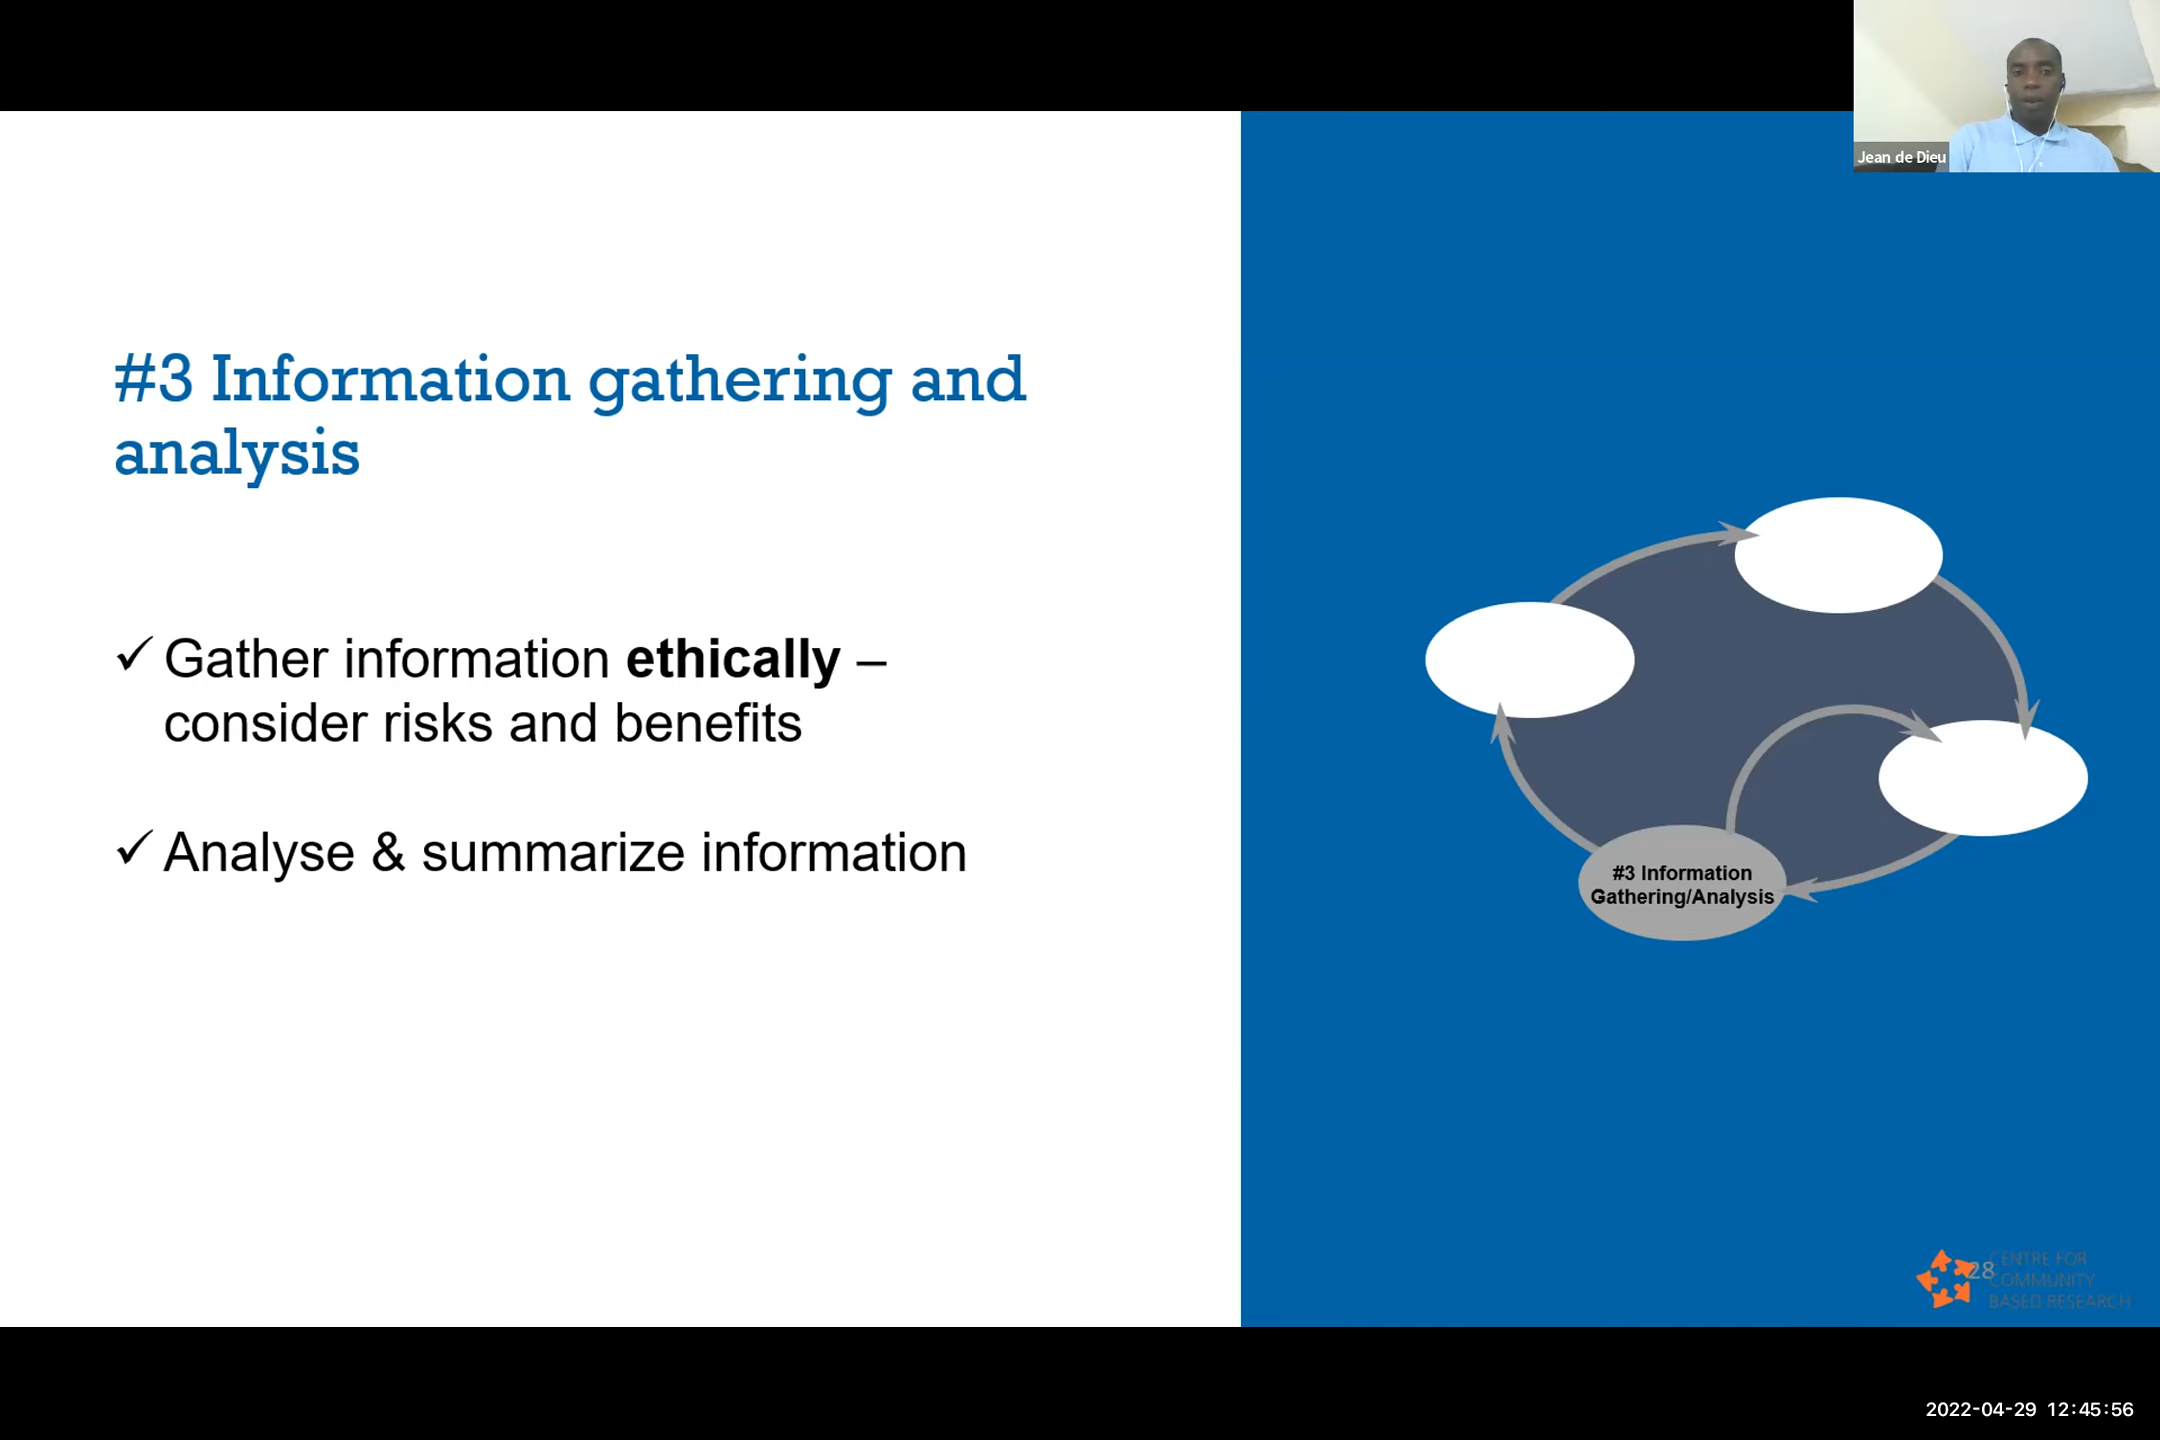 Jean de Dieu
#3 Information gathering and
analysis
✓ Gather information ethically –
consider risks and benefits
✓ Analyse & summarize information
#3 Information
Gathering/Analysis
28
CENTRE FOR
COMMUNITY
BASED RESEARCH
2022-04-29 12:45:56